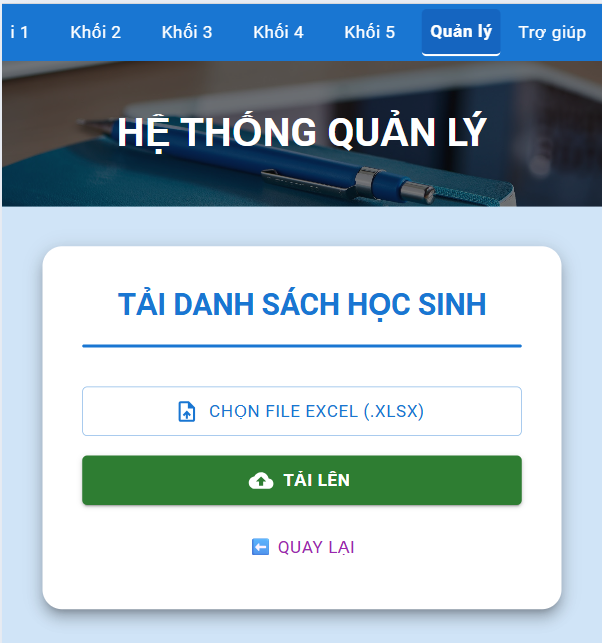 i 1 Khối 2 Khối 3 Khối 4 Khối 5 Quản lý Trợ giúp
HỆ THỐNG QUẢN LÝ
TẢI DANH SÁCH HỌC SINH
CHỌN FILE EXCEL (.XLSX)
TẢI LÊN
QUAY LẠI